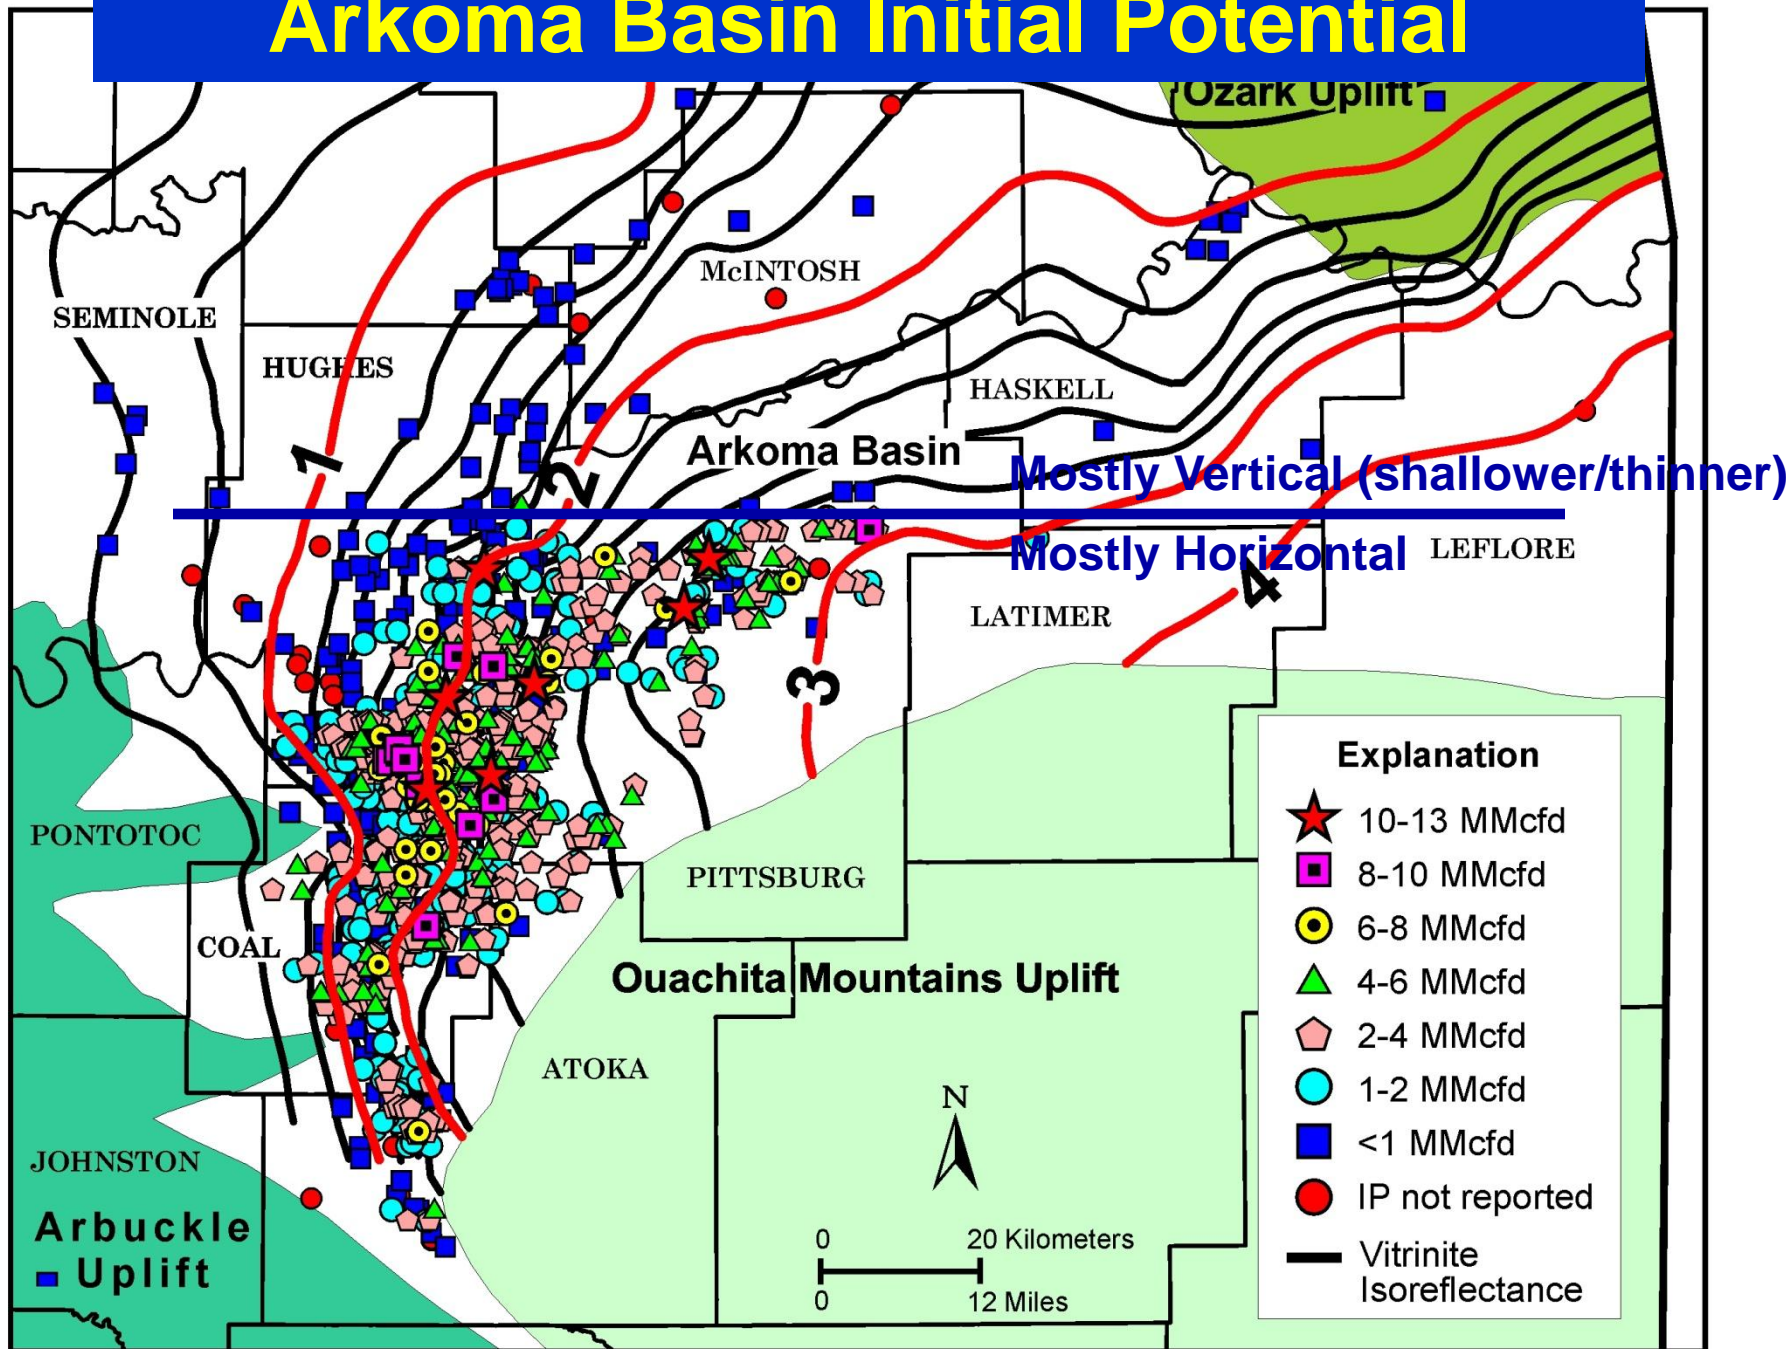 Arkoma Basin Initial Potential
Ozark Uplift
McINTOSH
SEMINOLE
HUGHES
HASKELL
1
2
Arkoma Basin
Mostly Vertical (shallower/thinner)
Mostly Horizontal
LEFLORE
4
LATIMER
3
Explanation
10-13 MMcfd
8-10 MMcfd
6-8 MMcfd
4-6 MMcfd
2-4 MMcfd
1-2 MMcfd
<1 MMcfd
IP not reported
Vitrinite
Isoreflectance
PONTOTOC
PITTSBURG
COAL
Ouachita Mountains Uplift
ATOKA
N
JOHNSTON
Arbuckle
Uplift
0 20 Kilometers
0 12 Miles